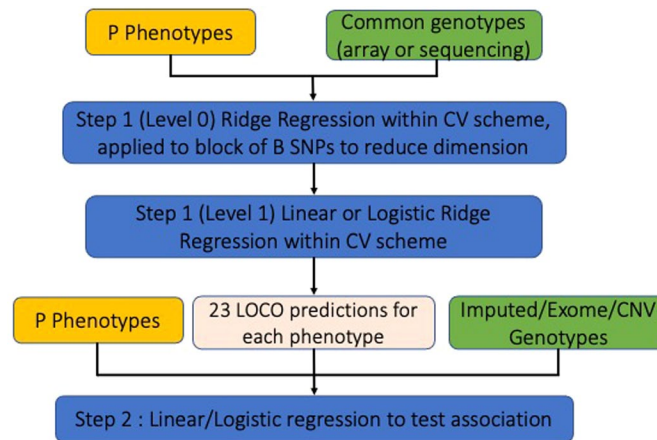 P Phenotypes
Common genotypes
(array or sequencing)
Step 1 (Level 0) Ridge Regression within CV scheme,
applied to block of B SNPs to reduce dimension
Step 1 (Level 1) Linear or Logistic Ridge
Regression within CV scheme
P Phenotypes
23 LOCO predictions for
each phenotype
Imputed/Exome/CNV
Genotypes
Step 2 : Linear/Logistic regression to test association